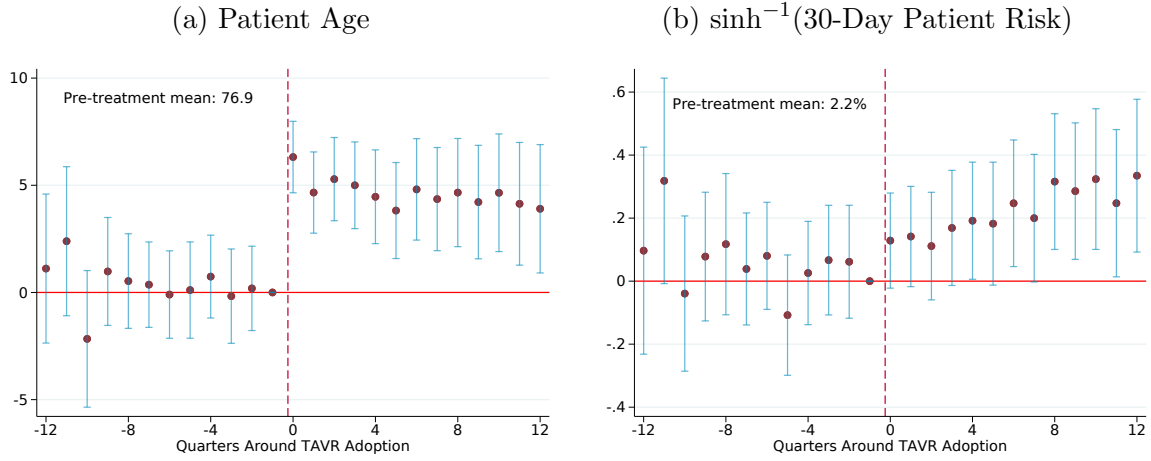 (a) Patient Age
10
5
0
-5
Pre-treatment mean: 76.9
-12 -8 -4 0 4 8 12
Quarters Around TAVR Adoption
(b) sinh⁻¹(30-Day Patient Risk)
.6
.4
.2
0
-.2
-.4
Pre-treatment mean: 2.2%
-12 -8 -4 0 4 8 12
Quarters Around TAVR Adoption